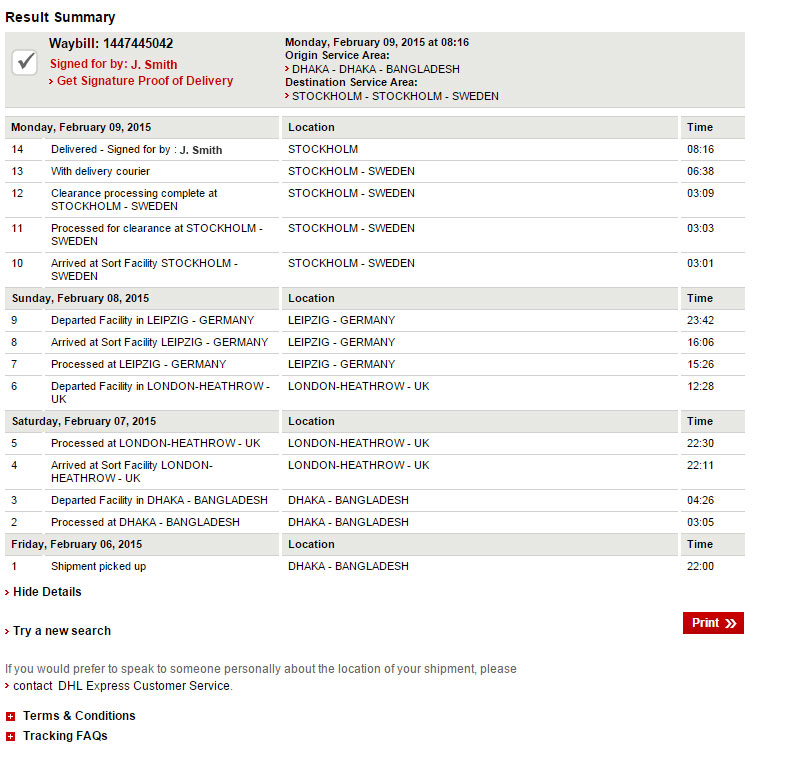 Result Summary
Waybill: 1447445042
Signed for by: J. Smith
Get Signature Proof of Delivery
Monday, February 09, 2015 at 08:16
Origin Service Area:
DHAKA - DHAKA - BANGLADESH
Destination Service Area:
STOCKHOLM - STOCKHOLM - SWEDEN
Monday, February 09, 2015 Location Time
14 Delivered - Signed for by : J. Smith STOCKHOLM 08:16
13 With delivery courier STOCKHOLM - SWEDEN 06:38
12 Clearance processing complete at STOCKHOLM - SWEDEN 03:09
STOCKHOLM - SWEDEN
11 Processed for clearance at STOCKHOLM - STOCKHOLM - SWEDEN 03:03
SWEDEN
10 Arrived at Sort Facility STOCKHOLM - STOCKHOLM - SWEDEN 03:01
SWEDEN
Sunday, February 08, 2015 Location Time
9 Departed Facility in LEIPZIG - GERMANY LEIPZIG - GERMANY 23:42
8 Arrived at Sort Facility LEIPZIG - GERMANY LEIPZIG - GERMANY 16:06
7 Processed at LEIPZIG - GERMANY LEIPZIG - GERMANY 15:26
6 Departed Facility in LONDON-HEATHROW - LONDON-HEATHROW - UK 12:28
UK
Saturday, February 07, 2015 Location Time
5 Processed at LONDON-HEATHROW - UK LONDON-HEATHROW - UK 22:30
4 Arrived at Sort Facility LONDON- LONDON-HEATHROW - UK 22:11
HEATHROW - UK
3 Departed Facility in DHAKA - BANGLADESH DHAKA - BANGLADESH 04:26
2 Processed at DHAKA - BANGLADESH DHAKA - BANGLADESH 03:05
Friday, February 06, 2015 Location Time
1 Shipment picked up DHAKA - BANGLADESH 22:00
Hide Details
Print
Try a new search
If you would prefer to speak to someone personally about the location of your shipment, please
contact DHL Express Customer Service.
Terms & Conditions
Tracking FAQs